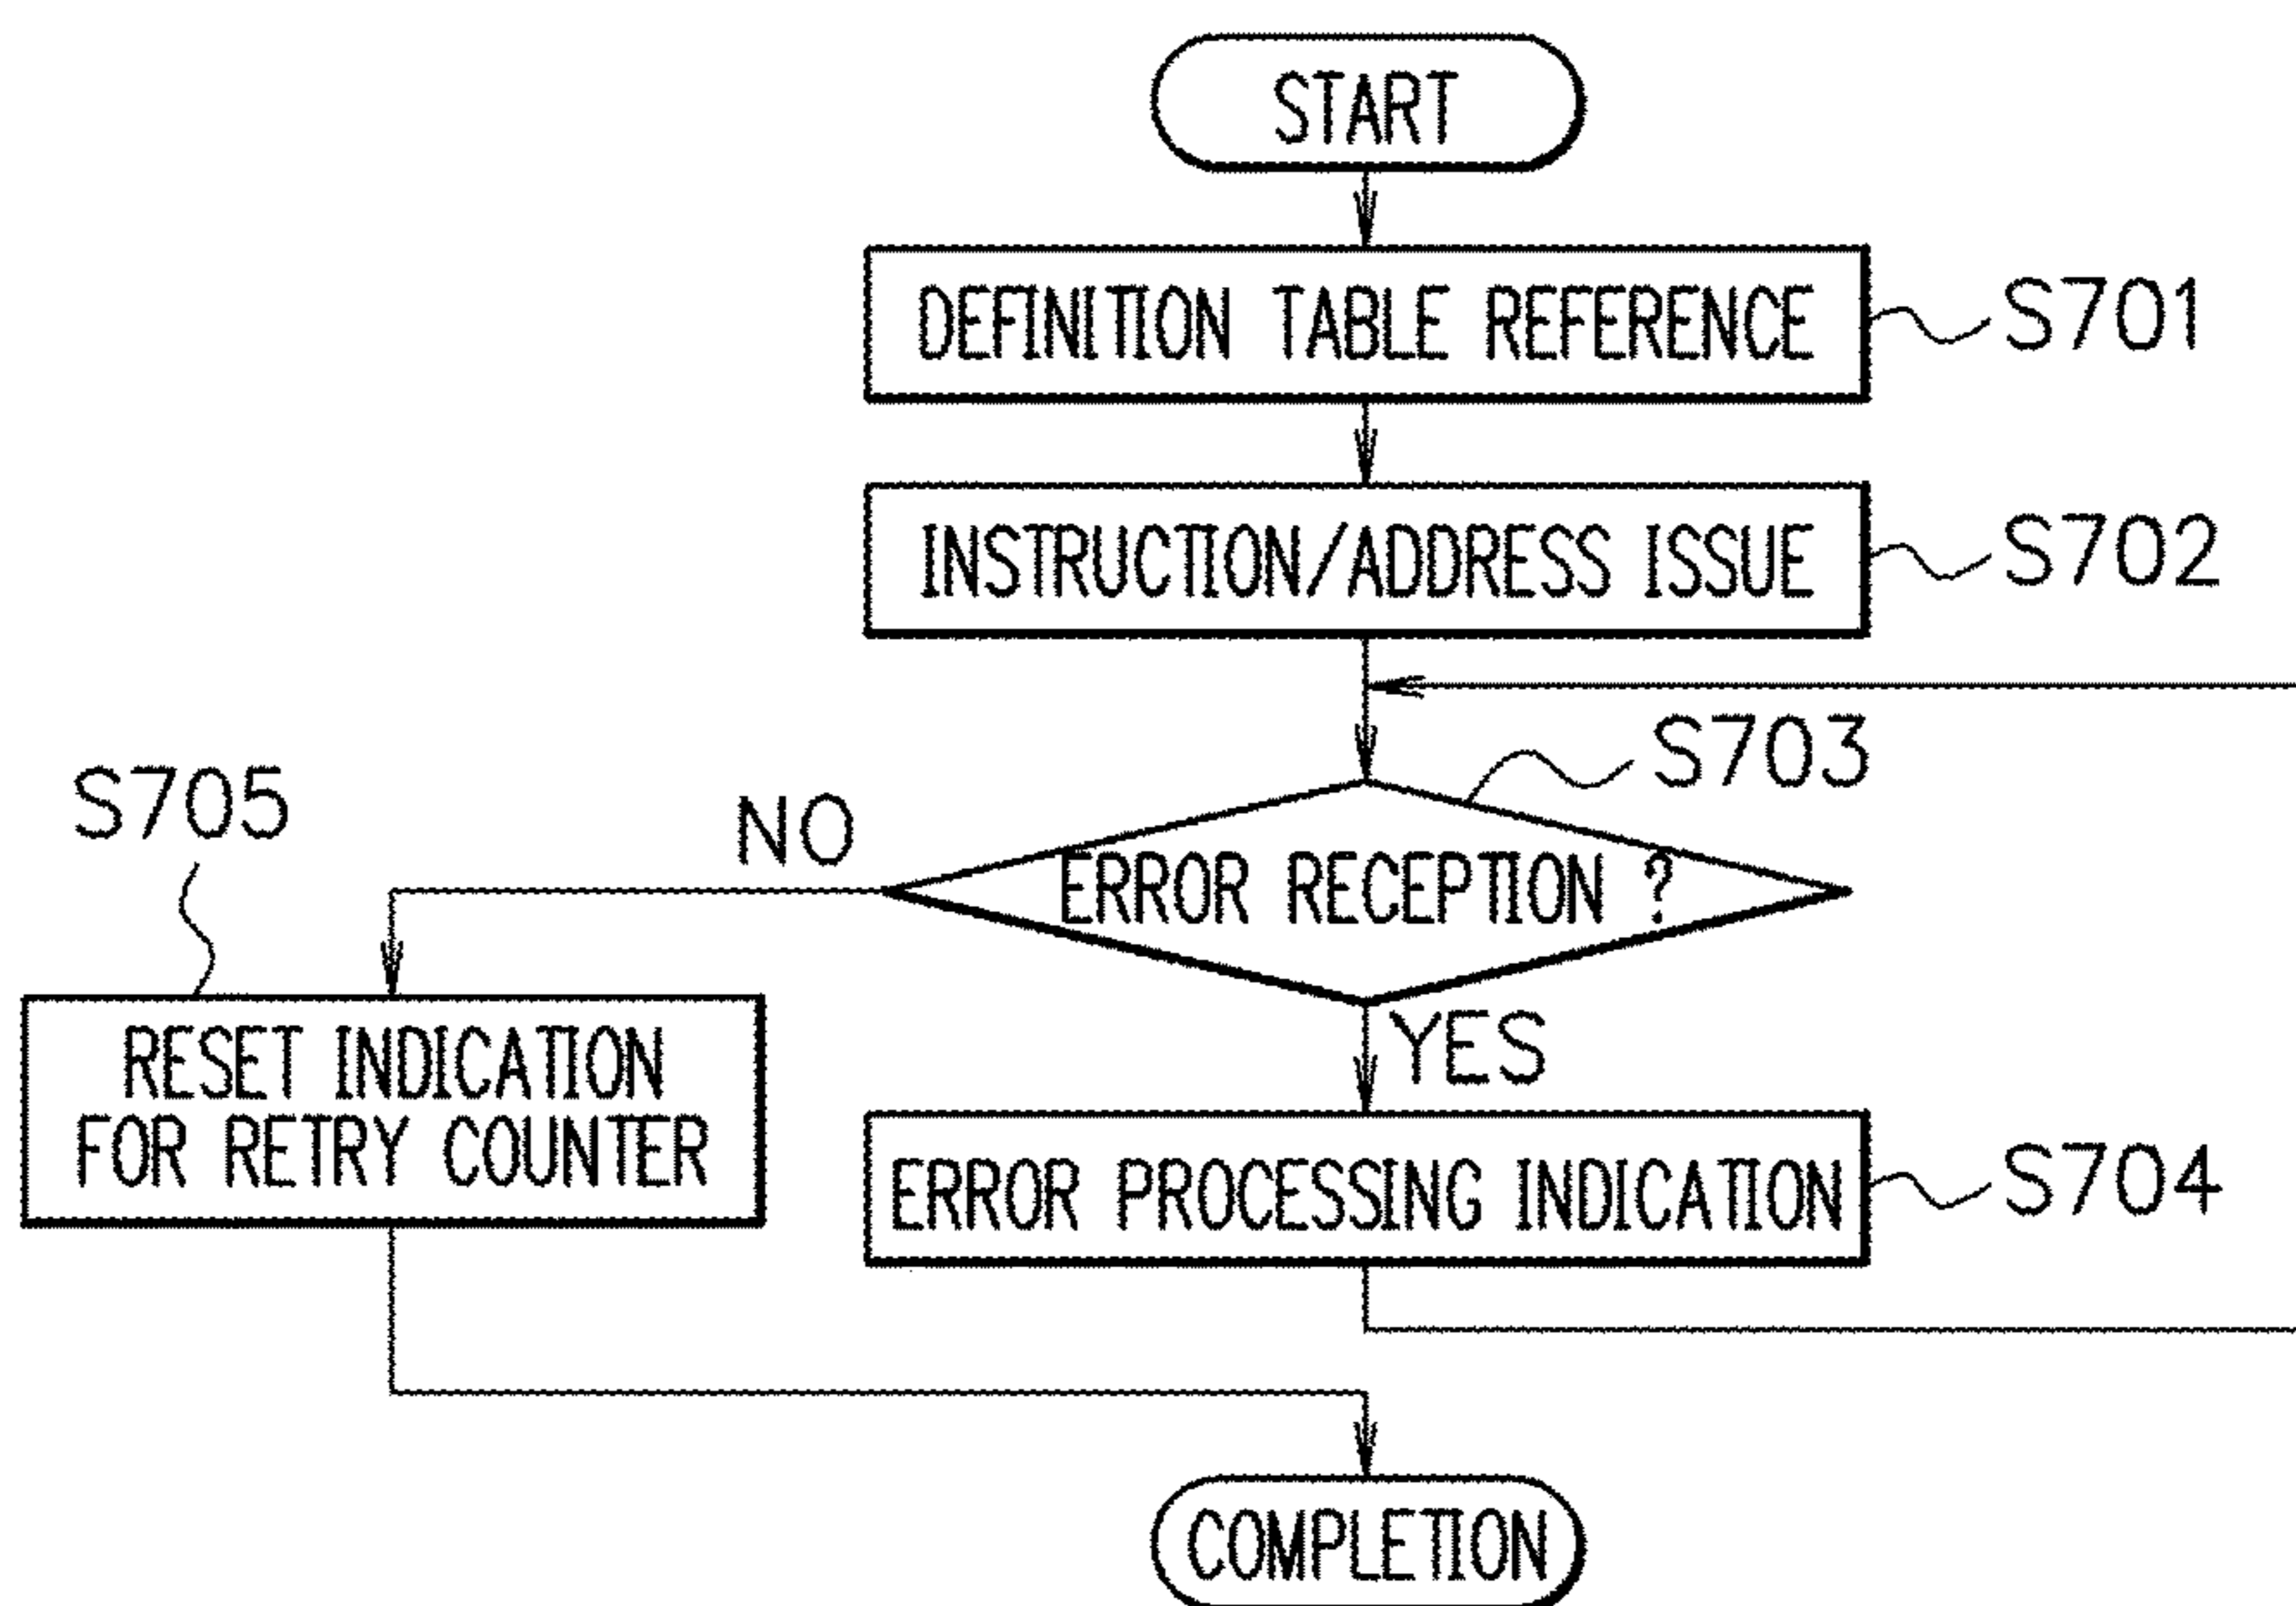 START
DEFINITION TABLE REFERENCE
S701
INSTRUCTION/ADDRESS ISSUE
S702
S703
S705
NO
ERROR RECEPTION ?
YES
RESET INDICATION
FOR RETRY COUNTER
ERROR PROCESSING INDICATION
S704
COMPLETION